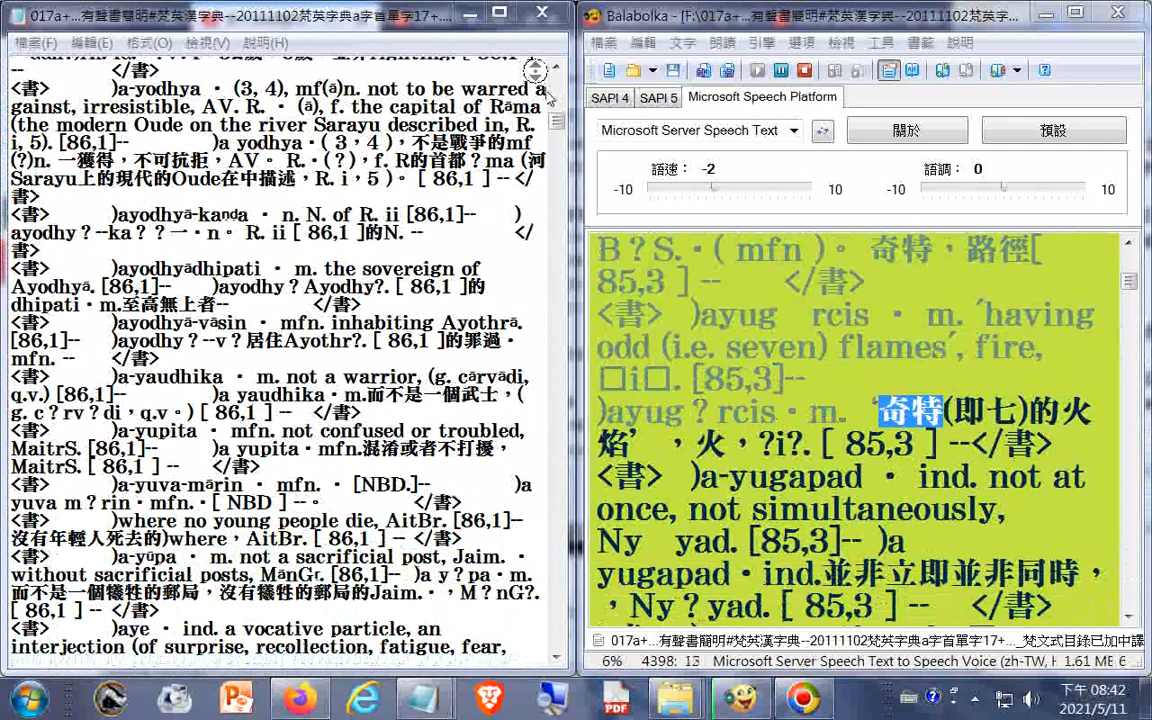 017a+...有聲書簡明#梵英漢字典--20111102梵英字典a字首單字17+...
檔案(F) 編輯(E) 格式(O) 檢視(V) 說明(H)
-- </書>
<書> )a-yodhya ・ (3, 4), mf(ā)n. not to be warred a
gainst, irresistible, AV. R. ・ (ā), f. the capital of Rāma
(the modern Oude on the river Sarayu described in, R.
i, 5). [86,1]-- )a yodhya・( 3，4 )，不是戰爭的mf
(?)n. 一獲得，不可抗拒，AV。 R.・(？)，f. R的首都？ma (河
Sarayu上的現代的Oude在中描述，R. i，5 )。 [ 86,1 ] --</
書>
<書> )ayodhyā-kaṇḍa ・ n. N. of R. ii [86,1]-- )
ayodhy？--ka？？一・n。 R. ii [ 86,1 ]的N. -- </
書>
<書> )ayodhyādhipati ・ m. the sovereign of
Ayodhyā. [86,1]-- )ayodhy？Ayodhy?. [ 86,1 ]的
dhipati・m.至高無上者-- </書>
<書> )ayodhyā-vāsin ・ mfn. inhabiting Ayothrā.
[86,1]-- )ayodhy？--v？居住Ayothr?. [ 86,1 ]的罪過・
mfn. -- </書>
<書> )a-yaudhika ・ m. not a warrior, (g. cārvādi,
q.v.) [86,1]-- )a yaudhika・m.而不是一個武士，(
g. c？rv？di，q.v。) [ 86,1 ] -- </書>
<書> )a-yupita ・ mfn. not confused or troubled,
MaitrS. [86,1]-- )a yupita・mfn.混淆或者不打擾，
MaitrS. [ 86,1 ] -- </書>
<書> )a-yuva-mārin ・ mfn. ・ [NBD.]-- )a
yuva m？rin・mfn.・[ NBD ] --。 </書>
<書> )where no young people die, AitBr. [86,1]--
沒有年輕人死去的)where，AitBr. [ 86,1 ] -- </書>
<書> )a-yūpa ・ m. not a sacrificial post, Jaim. ・
without sacrificial posts, MānGṛ. [86,1]-- )a y？pa・m.
而不是一個犧牲的郵局，沒有犧牲的郵局的Jaim.・，M？nG?.
[ 86,1 ] -- </書>
<書> )aye ・ ind. a vocative particle, an
interjection (of surprise, recollection, fatigue, fear,
Balabolka - [F:\017a+...有聲書簡明#梵英漢字典--20111102梵英字...
檔案 編輯 文字 朗讀 引擎 選項 檢視 工具 書籤 說明
SAPI 4 SAPI 5 Microsoft Speech Platform
Microsoft Server Speech Text 關於 預設
語速： -2 語調： 0
-10 10 -10 10
B？S.・( mfn )。 奇特，路徑[
85,3 ] -- </書>
<書> )ayug rcis ・ m. 'having
odd (i.e. seven) flames', fire,
□i□. [85,3]--
)ayug？rcis・m. ‘奇特(即七)的火
焰’，火，?i?. [ 85,3 ] --</書>
<書> )a-yugapad ・ ind. not at
once, not simultaneously,
Ny yad. [85,3]-- )a
yugapad・ind.並非立即並非同時，
，Ny？yad. [ 85,3 ] -- </書>
017a+...有聲書簡明#梵英漢字典--20111102梵英字典a字首單字17+..._梵文式目錄已加中譯
6% 4398: 13 Microsoft Server Speech Text to Speech Voice (zh-TW, H 1.61 ME 6
下午 08:42
2021/5/11